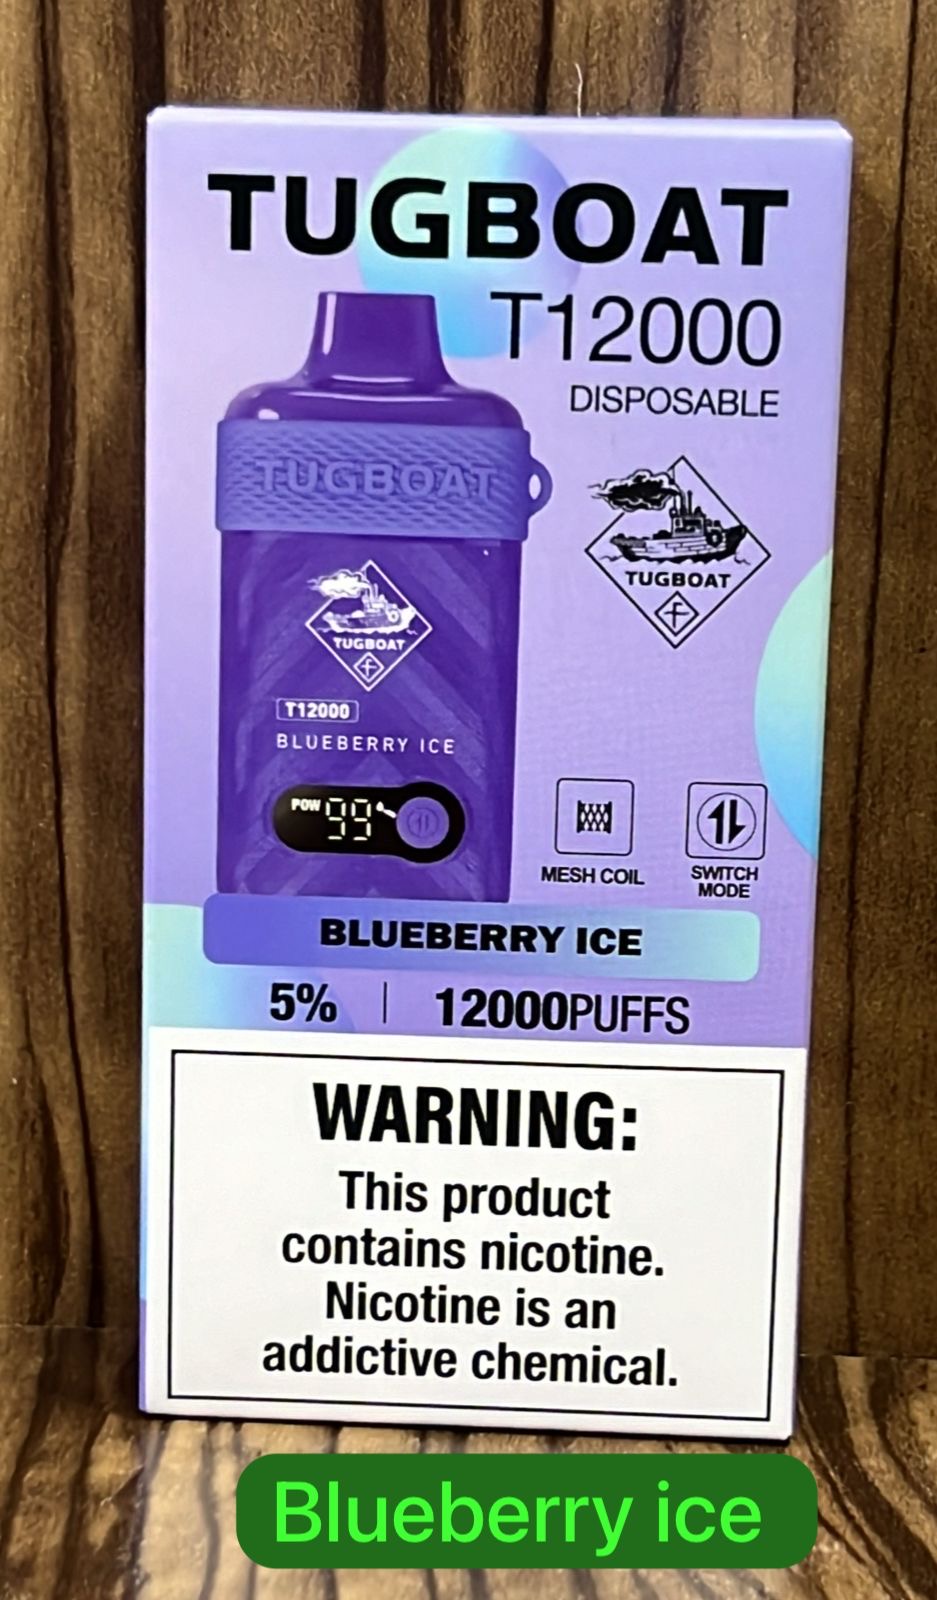 TUGBOAT
T12000
DISPOSABLE
TUGBOAT
TUGBOAT
f
TUGBOAT
f
T12000
BLUEBERRY ICE
POW 99
MESH COIL
SWITCH
MODE
BLUEBERRY ICE
5% | 12000PUFFS
WARNING:
This product
contains nicotine.
Nicotine is an
addictive chemical.
Blueberry ice